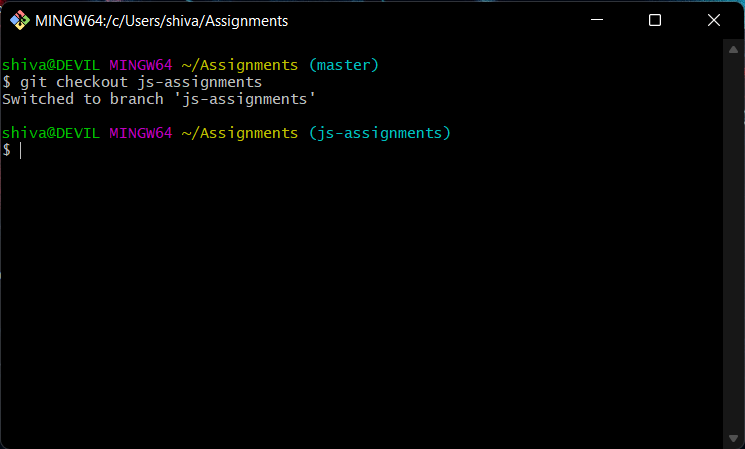 MINGW64:/c/Users/shiva/Assignments
shiva@DEVIL MINGW64 ~/Assignments (master)
$ git checkout js-assignments
Switched to branch 'js-assignments'
shiva@DEVIL MINGW64 ~/Assignments (js-assignments)
$